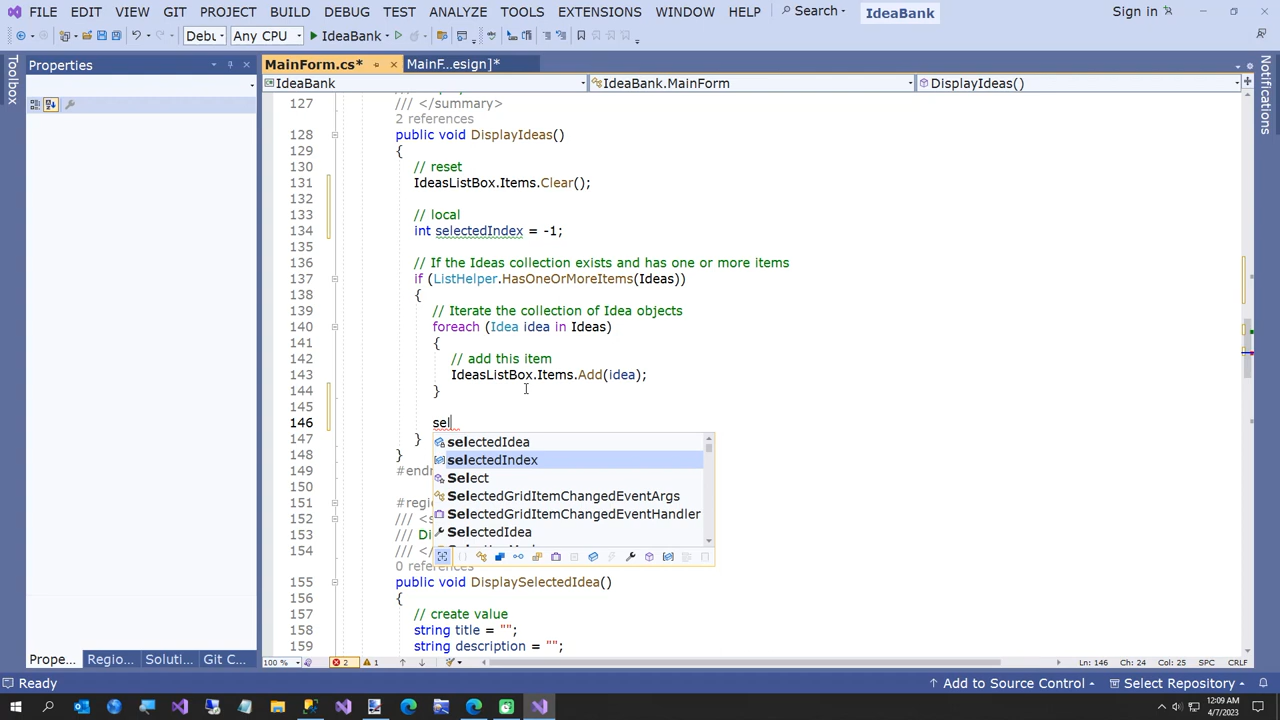 FILE EDIT VIEW GIT PROJECT BUILD DEBUG TEST ANALYZE TOOLS EXTENSIONS WINDOW HELP Search IdeaBank Sign in
Debu Any CPU IdeaBank
Toolbox
Properties
MainForm.cs* MainF...esign]*
Notifications
IdeaBank IdeaBank.MainForm DisplayIdeas()
127 /// </summary>
2 references
128 public void DisplayIdeas()
129 {
130 // reset
131 IdeasListBox.Items.Clear();
132
133 // local
134 int selectedIndex = -1;
135
136 // If the Ideas collection exists and has one or more items
137 if (ListHelper.HasOneOrMoreItems(Ideas))
138 {
139 // Iterate the collection of Idea objects
140 foreach (Idea idea in Ideas)
141 {
142 // add this item
143 IdeasListBox.Items.Add(idea);
144 }
145
146 sel
147 }
148 }
149 #endr
150
151 #regi
152 /// <s
153 /// Di
154 /// </
0 references
155 public void DisplaySelectedIdea()
156 {
157 // create value
158 string title = "";
159 string description = "";
selectedIdea
selectedIndex
Select
SelectedGridItemChangedEventArgs
SelectedGridItemChangedEventHandler
SelectedIdea
100 % 2 1 Ln: 146 Ch: 24 Col: 25 SPC CRLF
Prope... Regio... Soluti... Git C...
Ready Add to Source Control Select Repository
12:09 AM
4/7/2023